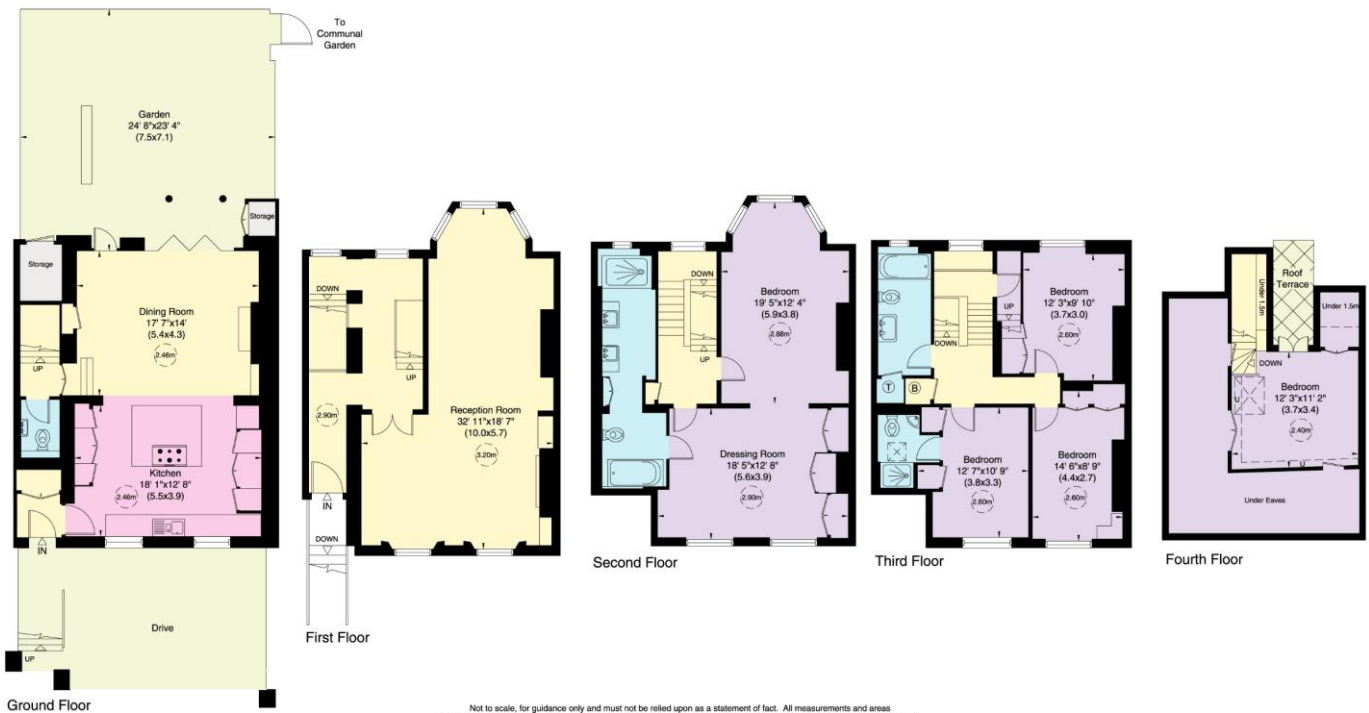 To
Communal
Garden
Garden
24' 8"x23' 4"
(7.5x7.1)
Storage
Storage
Dining Room
17' 7"x14'
(5.4x4.3)
2.46m
UP
Kitchen
18' 1"x12' 8"
(5.5x3.9)
2.46m
IN
Drive
UP
Ground Floor
DOWN
UP
2.90m
Reception Room
32' 11"x18' 7"
(10.0x5.7)
3.20m
IN
DOWN
First Floor
DOWN
UP
Bedroom
19' 5"x12' 4"
(5.9x3.8)
2.88m
Dressing Room
18' 5"x12' 8"
(5.6x3.9)
2.90m
Second Floor
UP
DOWN
Bedroom
12' 3"x9' 10"
(3.7x3.0)
2.60m
T
B
Bedroom
12' 7"x10' 9"
(3.8x3.3)
2.60m
Bedroom
14' 6"x8' 9"
(4.4x2.7)
2.60m
Third Floor
Roof
Terrace
Under 1.5m
Under 1.5m
DOWN
Bedroom
12' 3"x11' 2"
(3.7x3.4)
2.40m
U
U
Under Eaves
Fourth Floor
Not to scale, for guidance only and must not be relied upon as a statement of fact. All measurements and areas